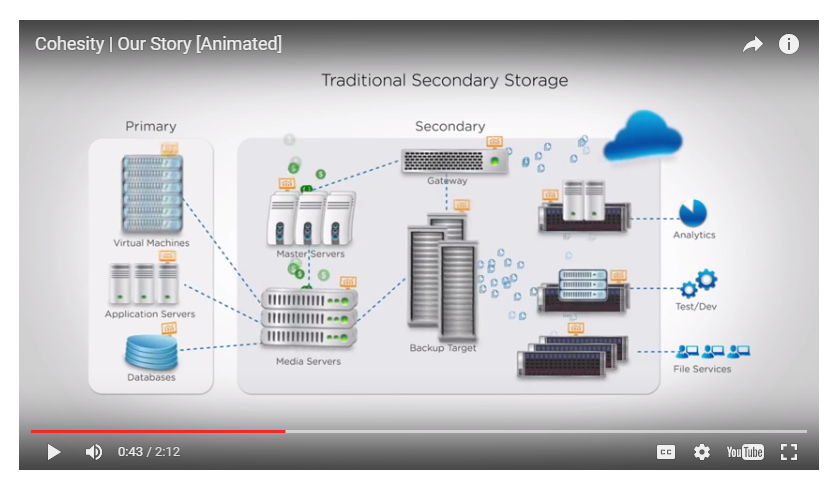 Cohesity | Our Story [Animated]
Traditional Secondary Storage
Primary
Secondary
Gateway
Virtual Machines
Master Servers
Analytics
Application Servers
Test/Dev
Media Servers
Backup Target
Databases
File Services
0:43 / 2:12
CC
YouTube